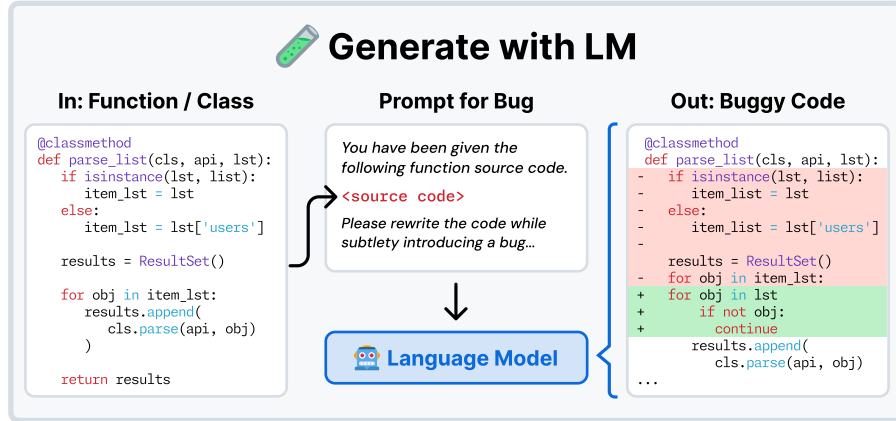 Generate with LM
In: Function / Class
@classmethod
def parse_list(cls, api, lst):
if isinstance(lst, list):
item_lst = lst
else:
item_lst = lst['users']
results = ResultSet()
for obj in item_lst:
results.append(
cls.parse(api, obj)
)
return results
Prompt for Bug
You have been given the
following function source code.
<source code>
Please rewrite the code while
subtlety introducing a bug...
Language Model
Out: Buggy Code
@classmethod
def parse_list(cls, api, lst):
- if isinstance(lst, list):
- item_lst = lst
- else:
- item_list = lst['users']
-
results = ResultSet()
- for obj in item_lst:
+ for obj in lst
+ if not obj:
+ continue
results.append(
cls.parse(api, obj)
...